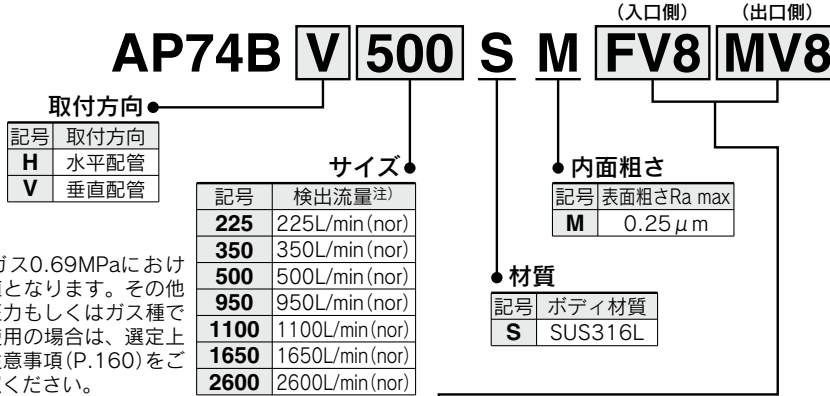 （入口側） （出口側）
AP74B V 500 S M FV8 MV8
取付方向
記号 取付方向
H 水平配管
V 垂直配管
サイズ
記号 検出流量注)
225 225L/min(nor)
350 350L/min(nor)
500 500L/min(nor)
950 950L/min(nor)
1100 1100L/min(nor)
1650 1650L/min(nor)
2600 2600L/min(nor)
内面粗さ
記号 表面粗さRa max
M 0.25μm
材質
記号 ボディ材質
S SUS316L
ガス0.69MPaにおけ
となります。その他
圧力もしくはガス種で
使用の場合は、選定上
注意事項(P.160)をご
ください。